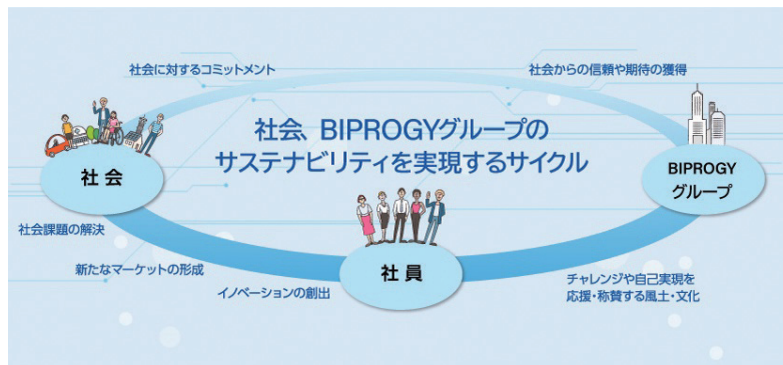 社会に対するコミットメント
社会からの信頼や期待の獲得
社会、BIPROGYグループの
サステナビリティを実現するサイクル
社会
BIPROGY
グループ
社会課題の解決
新たなマーケットの形成
社員
イノベーションの創出
チャレンジや自己実現を
応援・称賛する風土・文化